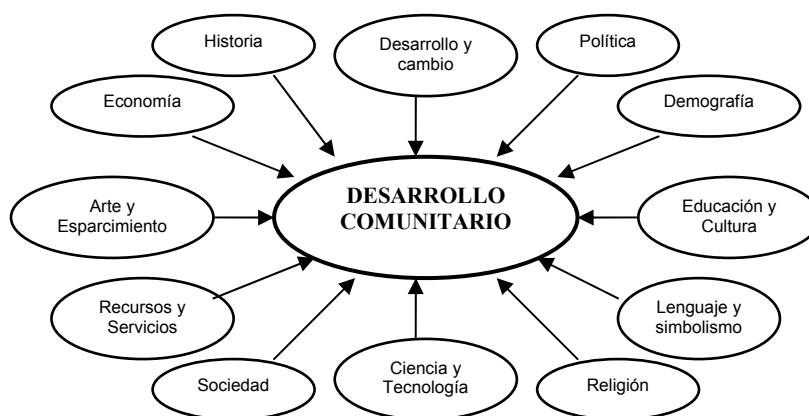 Historia
Desarrollo y
cambio
Política
Economía
Demografía
DESARROLLO
COMUNITARIO
Arte y
Esparcimiento
Educación y
Cultura
Recursos y
Servicios
Lenguaje y
simbolismo
Sociedad
Ciencia y
Tecnología
Religión